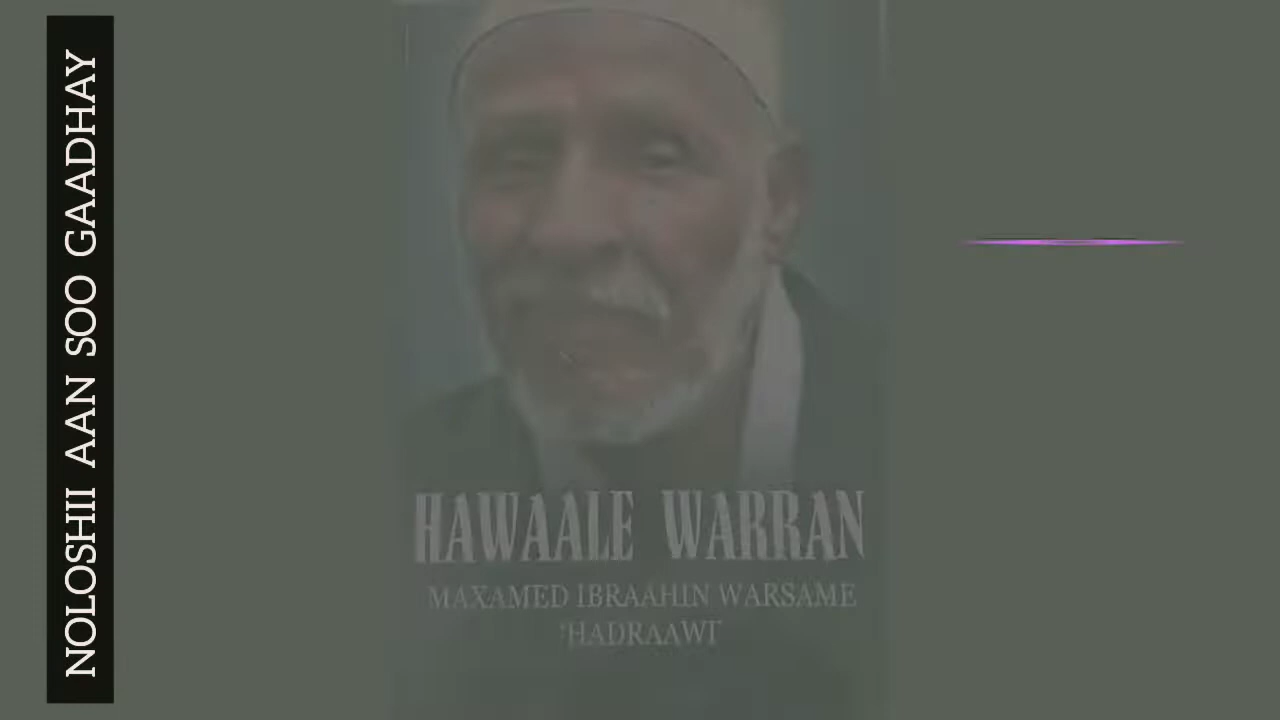 NOLOSHII AAN SOO GAADHAY
HAWAALE WARRAN
MAXAMED IBRAAHIN WARSAME
'HADRAAWI'